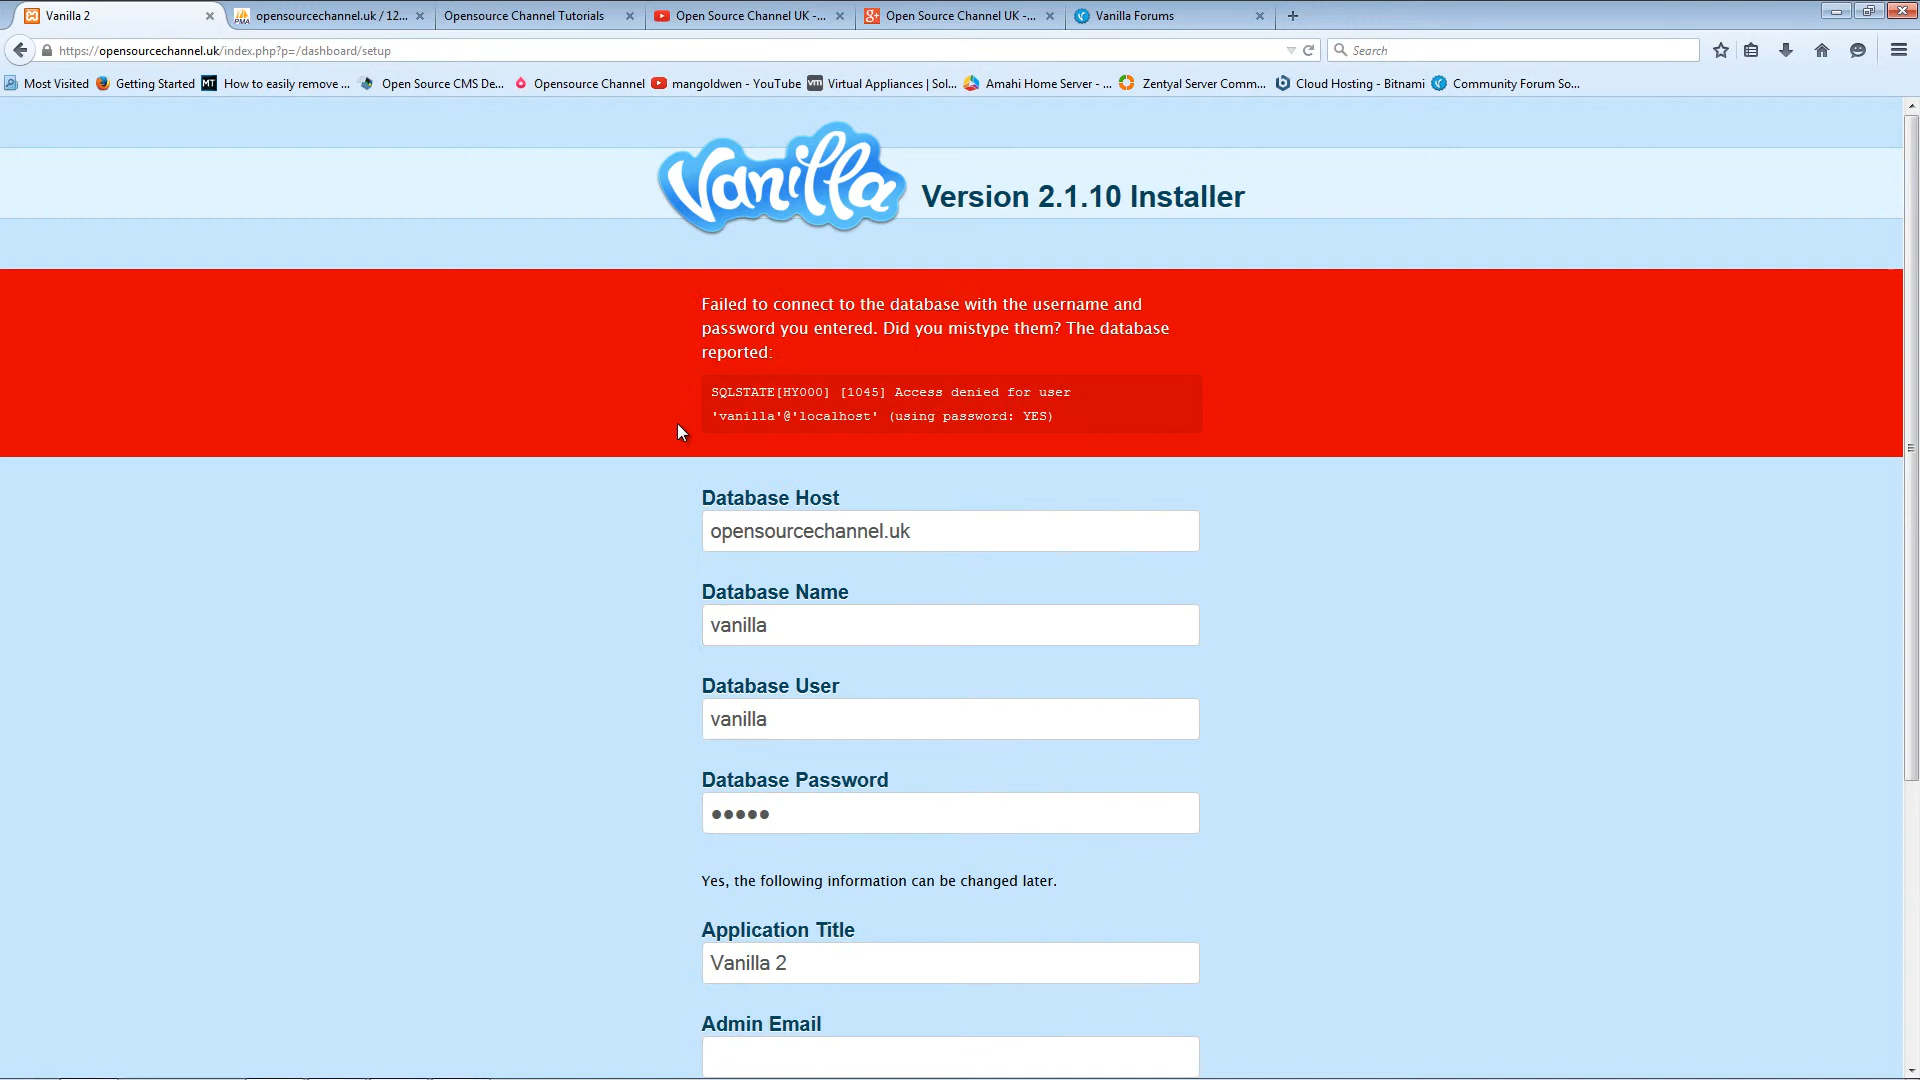 Vanilla 2
opensourcechannel.uk / 12...
Opensource Channel Tutorials
Open Source Channel UK -...
Open Source Channel UK -...
Vanilla Forums
https://opensourcechannel.uk/index.php?p=/dashboard/setup
Search
Most Visited
Getting Started
MT
How to easily remove ...
Open Source CMS De...
Opensource Channel
mangoldwen - YouTube
vm
Virtual Appliances | Sol...
Amahi Home Server - ...
Zentyal Server Comm...
Cloud Hosting - Bitnami
Community Forum So...
Vanilla
Version 2.1.10 Installer
Failed to connect to the database with the username and
password you entered. Did you mistype them? The database
reported:
SQLSTATE[HY000] [1045] Access denied for user
'vanilla'@'localhost' (using password: YES)
Database Host
opensourcechannel.uk
Database Name
vanilla
Database User
vanilla
Database Password
●●●●●
Yes, the following information can be changed later.
Application Title
Vanilla 2
Admin Email